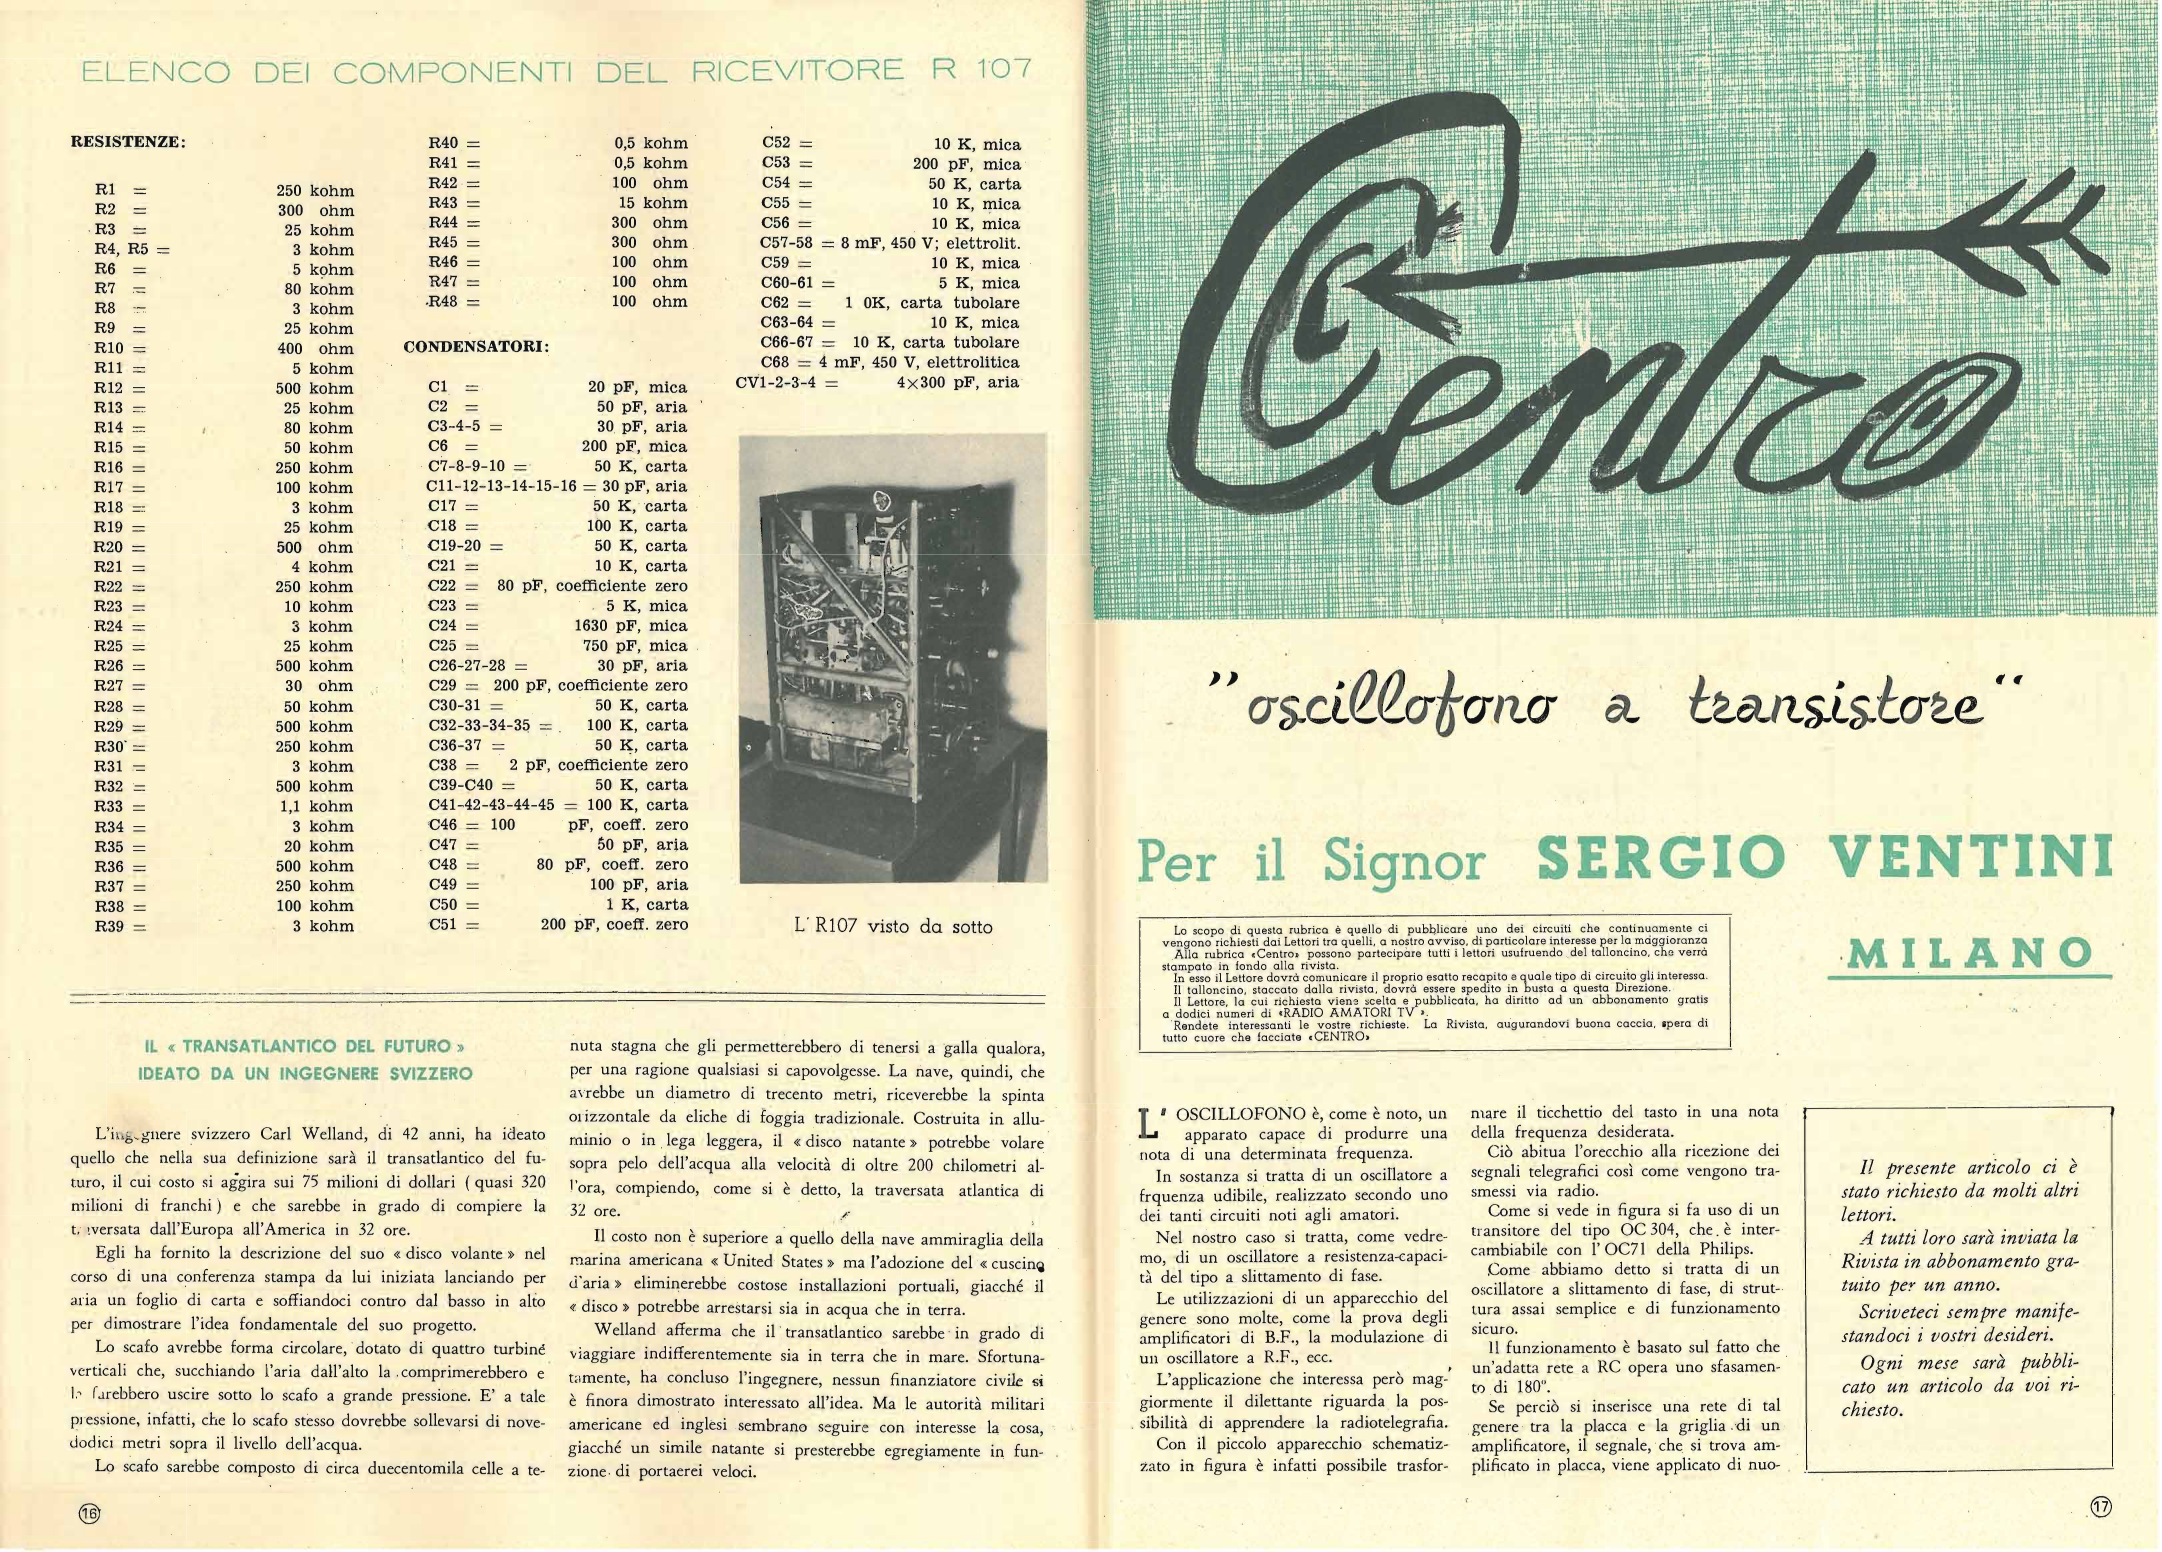 ELENCO DEI COMPONENTI DEL RICEVITORE R 107
RESISTENZE:
R1 = 250 kohm
R2 = 300 ohm
R3 = 25 kohm
R4, R5 = 3 kohm
R6 = 5 kohm
R7 = 80 kohm
R8 = 3 kohm
R9 = 25 kohm
R10 = 400 ohm
R11 = 5 kohm
R12 = 500 kohm
R13 = 25 kohm
R14 = 80 kohm
R15 = 50 kohm
R16 = 250 kohm
R17 = 100 kohm
R18 = 3 kohm
R19 = 25 kohm
R20 = 500 ohm
R21 = 4 kohm
R22 = 250 kohm
R23 = 10 kohm
R24 = 3 kohm
R25 = 25 kohm
R26 = 500 kohm
R27 = 30 ohm
R28 = 50 kohm
R29 = 500 kohm
R30 = 250 kohm
R31 = 3 kohm
R32 = 500 kohm
R33 = 1,1 kohm
R34 = 3 kohm
R35 = 20 kohm
R36 = 500 kohm
R37 = 250 kohm
R38 = 100 kohm
R39 = 3 kohm
R40 = 0,5 kohm
R41 = 0,5 kohm
R42 = 100 ohm
R43 = 15 kohm
R44 = 300 ohm
R45 = 300 ohm
R46 = 100 ohm
R47 = 100 ohm
R48 = 100 ohm
CONDENSATORI:
C1 = 20 pF, mica
C2 = 50 pF, aria
C3-4-5 = 30 pF, aria
C6 = 200 pF, mica
C7-8-9-10 = 50 K, carta
C11-12-13-14-15-16 = 30 pF, aria
C17 = 50 K, carta
C18 = 100 K, carta
C19-20 = 50 K, carta
C21 = 10 K, carta
C22 = 80 pF, coefficiente zero
C23 = 5 K, mica
C24 = 1630 pF, mica
C25 = 750 pF, mica
C26-27-28 = 30 pF, aria
C29 = 200 pF, coefficiente zero
C30-31 = 50 K, carta
C32-33-34-35 = 100 K, carta
C36-37 = 50 K, carta
C38 = 2 pF, coefficiente zero
C39-C40 = 50 K, carta
C41-42-43-44-45 = 100 K, carta
C46 = 100 pF, coeff. zero
C47 = 50 pF, aria
C48 = 80 pF, coeff. zero
C49 = 100 pF, aria
C50 = 1 K, carta
C51 = 200 pF, coeff. zero
C52 = 10 K, mica
C53 = 200 pF, mica
C54 = 50 K, carta
C55 = 10 K, mica
C56 = 10 K, mica
C57-58 = 8 mF, 450 V; elettrolit.
C59 = 10 K, mica
C60-61 = 5 K, mica
C62 = 1 0K, carta tubolare
C63-64 = 10 K, mica
C66-67 = 10 K, carta tubolare
C68 = 4 mF, 450 V, elettrolitica
CV1-2-3-4 = 4×300 pF, aria
L' R107 visto da sotto
IL « TRANSATLANTICO DEL FUTURO »
IDEATO DA UN INGEGNERE SVIZZERO
L'ingegnere svizzero Carl Welland, di 42 anni, ha ideato
quello che nella sua definizione sarà il transatlantico del fu-
turo, il cui costo si aggira sui 75 milioni di dollari ( quasi 320
milioni di franchi ) e che sarebbe in grado di compiere la
traversata dall'Europa all'America in 32 ore.
Egli ha fornito la descrizione del suo « disco volante » nel
corso di una conferenza stampa da lui iniziata lanciando per
aria un foglio di carta e soffiandoci contro dal basso in alto
per dimostrare l'idea fondamentale del suo progetto.
Lo scafo avrebbe forma circolare, dotato di quattro turbine
verticali che, succhiando l'aria dall'alto la comprimerebbero e
la farebbero uscire sotto lo scafo a grande pressione. E' a tale
pressione, infatti, che lo scafo stesso dovrebbe sollevarsi di nove-
dodici metri sopra il livello dell'acqua.
Lo scafo sarebbe composto di circa duecentomila celle a te-
nuta stagna che gli permetterebbero di tenersi a galla qualora,
per una ragione qualsiasi si capovolgesse. La nave, quindi, che
avrebbe un diametro di trecento metri, riceverebbe la spinta
orizzontale da eliche di foggia tradizionale. Costruita in allu-
minio o in lega leggera, il « disco natante » potrebbe volare
sopra pelo dell'acqua alla velocità di oltre 200 chilometri al-
l'ora, compiendo, come si è detto, la traversata atlantica di
32 ore.
Il costo non è superiore a quello della nave ammiraglia della
marina americana « United States » ma l'adozione del « cuscino
d'aria » eliminerebbe costose installazioni portuali, giacché il
« disco » potrebbe arrestarsi sia in acqua che in terra.
Welland afferma che il transatlantico sarebbe in grado di
viaggiare indifferentemente sia in terra che in mare. Sfortuna-
tamente, ha concluso l'ingegnere, nessun finanziatore civile si
è finora dimostrato interessato all'idea. Ma le autorità militari
americane ed inglesi sembrano seguire con interesse la cosa,
giacché un simile natante si presterebbe egregiamente in fun-
zione di portaerei veloci.
16
Centro
"oscillofono a transistore"
Per il Signor SERGIO VENTINI
MILANO
Lo scopo di questa rubrica è quello di pubblicare uno dei circuiti che continuamente ci
vengono richiesti dai Lettori tra quelli, a nostro avviso, di particolare interesse per la maggioranza
Alla rubrica «Centro» possono partecipare tutti i lettori usufruendo del talloncino, che verrà
stampato in fondo alla rivista.
In esso il Lettore dovrà comunicare il proprio esatto recapito e quale tipo di circuito gli interessa.
Il talloncino, staccato dalla rivista, dovrà essere spedito in busta a questa Direzione.
Il Lettore, la cui richiesta viene scelta e pubblicata, ha diritto ad un abbonamento gratis
a dodici numeri di «RADIO AMATORI TV».
Rendete interessanti le vostre richieste. La Rivista, augurandovi buona caccia, spera di
tutto cuore che facciate «CENTRO»
L' OSCILLOFONO è, come è noto, un
apparato capace di produrre una
nota di una determinata frequenza.
In sostanza si tratta di un oscillatore a
frquenza udibile, realizzato secondo uno
dei tanti circuiti noti agli amatori.
Nel nostro caso si tratta, come vedre-
mo, di un oscillatore a resistenza-capaci-
tà del tipo a slittamento di fase.
Le utilizzazioni di un apparecchio del
genere sono molte, come la prova degli
amplificatori di B.F., la modulazione di
un oscillatore a R.F., ecc.
L'applicazione che interessa però mag-
giormente il dilettante riguarda la pos-
sibilità di apprendere la radiotelegrafia.
Con il piccolo apparecchio schematiz-
zato in figura è infatti possibile trasfor-
mare il ticchettio del tasto in una nota
della frequenza desiderata.
Ciò abitua l'orecchio alla ricezione dei
segnali telegrafici così come vengono tra-
smessi via radio.
Come si vede in figura si fa uso di un
transitore del tipo OC 304, che è inter-
cambiabile con l'OC71 della Philips.
Come abbiamo detto si tratta di un
oscillatore a slittamento di fase, di strut-
tura assai semplice e di funzionamento
sicuro.
Il funzionamento è basato sul fatto che
un'adatta rete a RC opera uno sfasamen-
to di 180°.
Se perciò si inserisce una rete di tal
genere tra la placca e la griglia di un
amplificatore, il segnale, che si trova am-
plificato in placca, viene applicato di nuo-
Il presente articolo ci è
stato richiesto da molti altri
lettori.
A tutti loro sarà inviata la
Rivista in abbonamento gra-
tuito per un anno.
Scriveteci sempre manife-
standoci i vostri desideri.
Ogni mese sarà pubbli-
cato un articolo da voi ri-
chiesto.
17